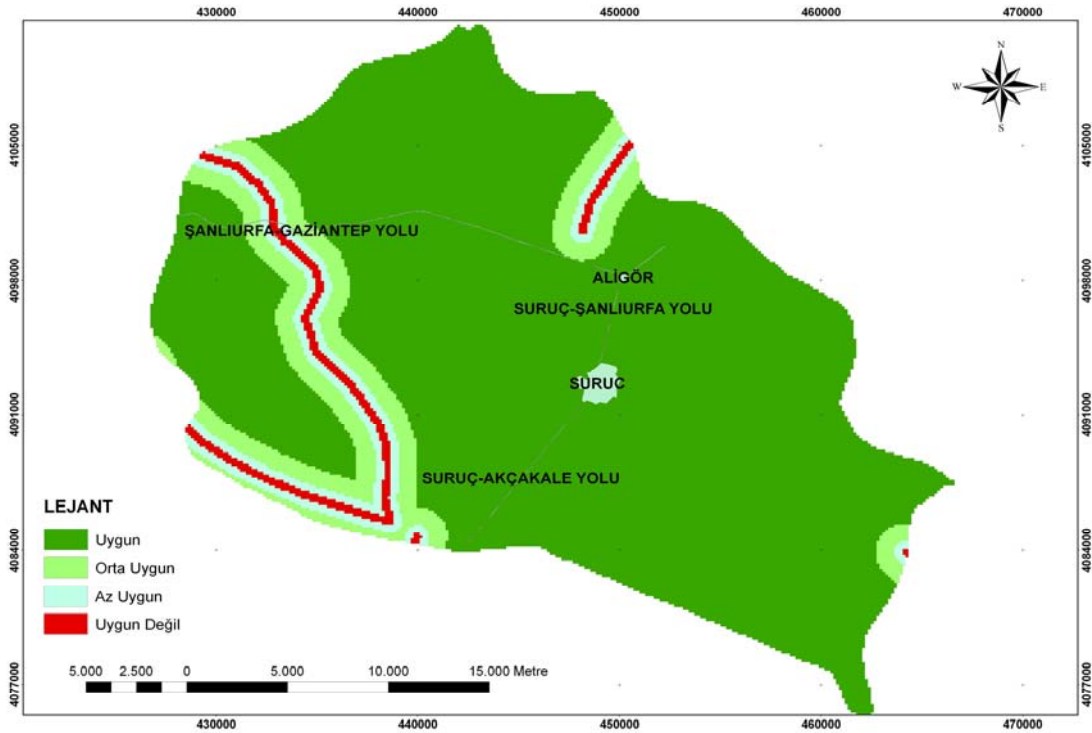 430000 440000 450000 460000 470000
N
W E
S
4105000 4105000
ŞANLIURFA-GAZİANTEP YOLU
4098000 4098000
ALİGÖR
SURUÇ-ŞANLIURFA YOLU
SURUC
4091000 4091000
SURUÇ-AKÇAKALE YOLU
LEJANT
Uygun
Orta Uygun
Az Uygun
Uygun Değil
4084000 4084000
5.000 2.500 0 5.000 10.000 15.000 Metre
4077000 4077000
430000 440000 450000 460000 470000